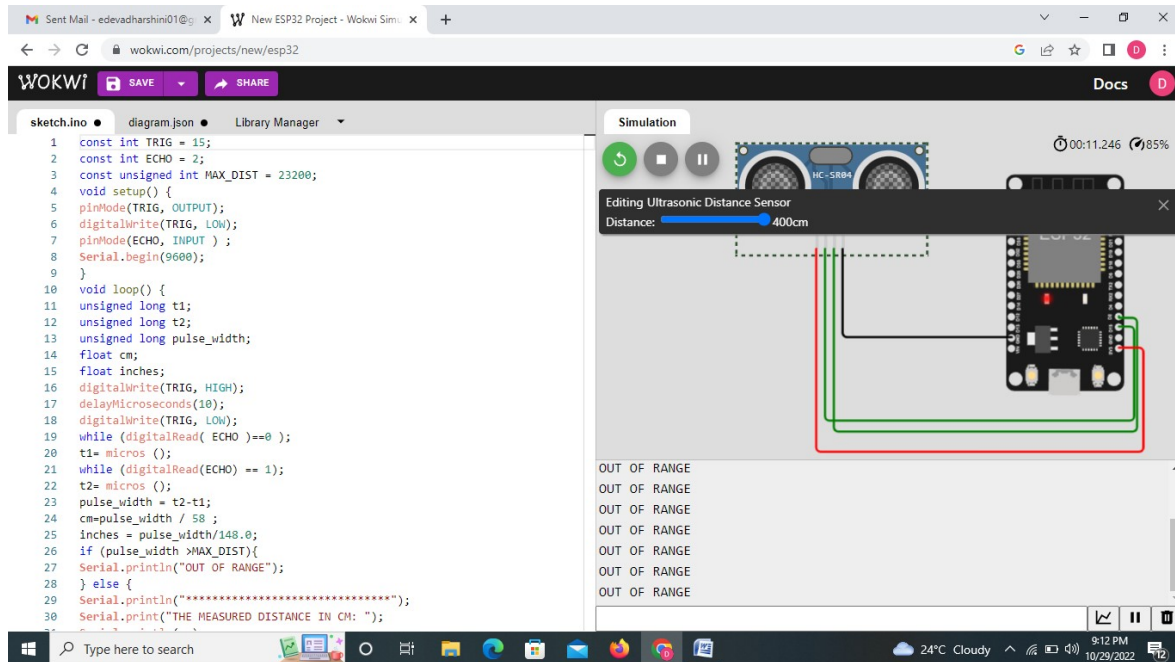 Sent Mail - edevadharshini01@g
New ESP32 Project - Wokwi Simu
wokwi.com/projects/new/esp32
WOKWI SAVE SHARE Docs D
sketch.ino diagram.json Library Manager
Simulation
00:11.246 85%
1 const int TRIG = 15;
2 const int ECHO = 2;
3 const unsigned int MAX_DIST = 23200;
4 void setup() {
5 pinMode(TRIG, OUTPUT);
6 digitalWrite(TRIG, LOW);
7 pinMode(ECHO, INPUT ) ;
8 Serial.begin(9600);
9 }
10 void loop() {
11 unsigned long t1;
12 unsigned long t2;
13 unsigned long pulse_width;
14 float cm;
15 float inches;
16 digitalWrite(TRIG, HIGH);
17 delayMicroseconds(10);
18 digitalWrite(TRIG, LOW);
19 while (digitalRead( ECHO )==0 );
20 t1= micros ();
21 while (digitalRead(ECHO) == 1);
22 t2= micros ();
23 pulse_width = t2-t1;
24 cm=pulse_width / 58 ;
25 inches = pulse_width/148.0;
26 if (pulse_width >MAX_DIST){
27 Serial.println("OUT OF RANGE");
28 } else {
29 Serial.println("********************************");
30 Serial.print("THE MEASURED DISTANCE IN CM: ");
HC-SR04
Editing Ultrasonic Distance Sensor
Distance: 400cm
ESP32
OUT OF RANGE
OUT OF RANGE
OUT OF RANGE
OUT OF RANGE
OUT OF RANGE
OUT OF RANGE
OUT OF RANGE
Type here to search
24°C Cloudy
9:12 PM
10/29/2022
12